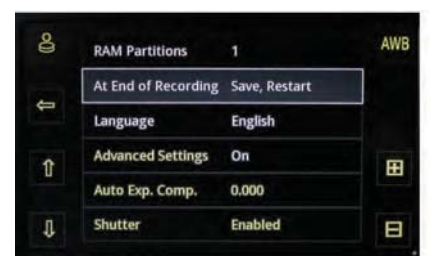 AWB
RAM Partitions 1
At End of Recording Save, Restart
Language English
Advanced Settings On
Auto Exp. Comp. 0.000
Shutter Enabled